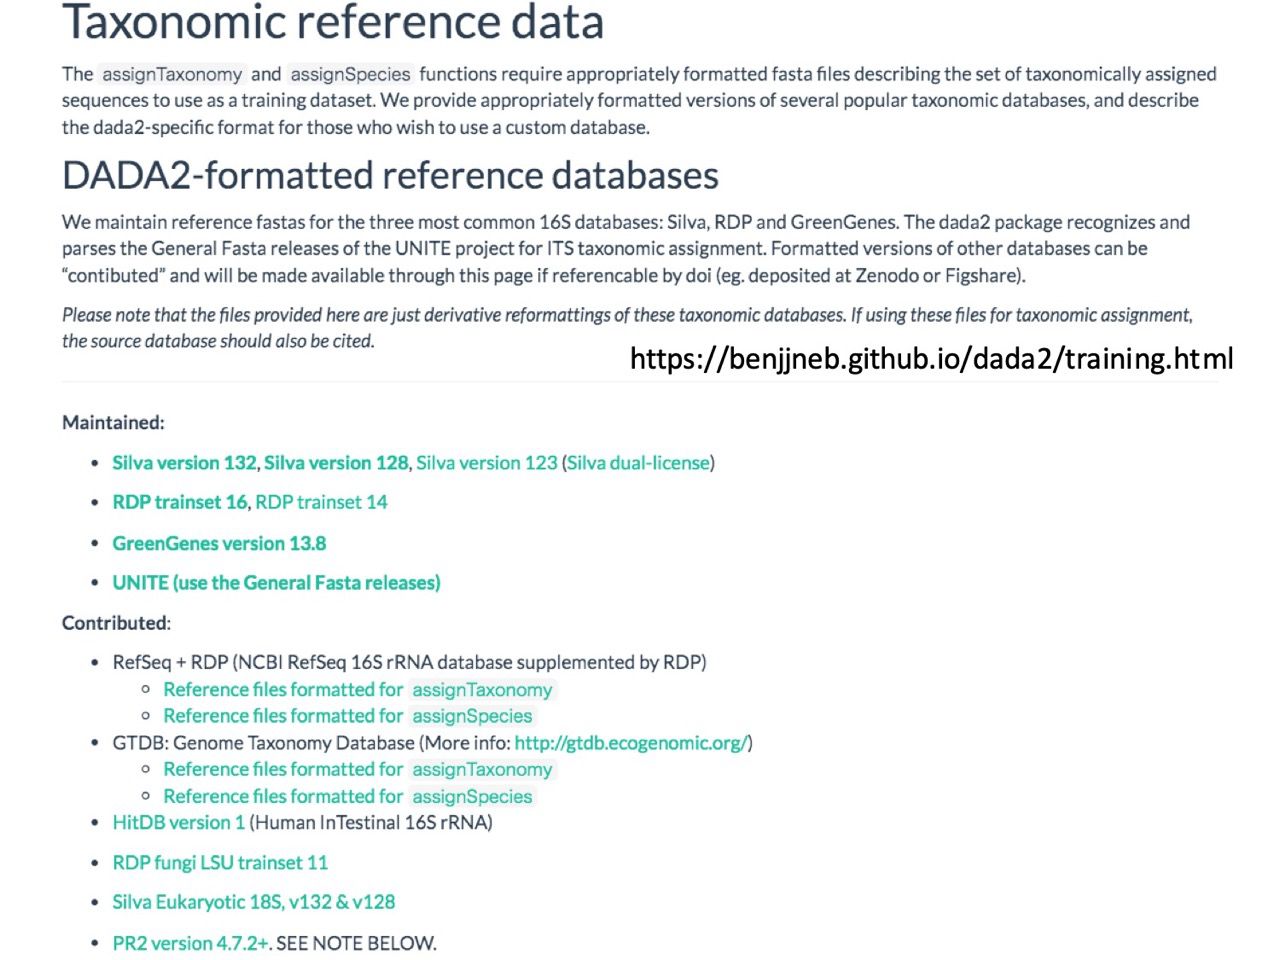 Taxonomic reference data
The assignTaxonomy and assignSpecies functions require appropriately formatted fasta files describing the set of taxonomically assigned
sequences to use as a training dataset. We provide appropriately formatted versions of several popular taxonomic databases, and describe
the dada2-specific format for those who wish to use a custom database.
DADA2-formatted reference databases
We maintain reference fastas for the three most common 16S databases: Silva, RDP and GreenGenes. The dada2 package recognizes and
parses the General Fasta releases of the UNITE project for ITS taxonomic assignment. Formatted versions of other databases can be
“contibuted” and will be made available through this page if referencable by doi (eg. deposited at Zenodo or Figshare).
Please note that the files provided here are just derivative reformattings of these taxonomic databases. If using these files for taxonomic assignment,
the source database should also be cited.
https://benjjneb.github.io/dada2/training.html
Maintained:
• Silva version 132, Silva version 128, Silva version 123 (Silva dual-license)
• RDP trainset 16, RDP trainset 14
• GreenGenes version 13.8
• UNITE (use the General Fasta releases)
Contributed:
• RefSeq + RDP (NCBI RefSeq 16S rRNA database supplemented by RDP)
○ Reference files formatted for assignTaxonomy
○ Reference files formatted for assignSpecies
• GTDB: Genome Taxonomy Database (More info: http://gtdb.ecogenomic.org/)
○ Reference files formatted for assignTaxonomy
○ Reference files formatted for assignSpecies
• HitDB version 1 (Human InTestinal 16S rRNA)
• RDP fungi LSU trainset 11
• Silva Eukaryotic 18S, v132 & v128
• PR2 version 4.7.2+. SEE NOTE BELOW.